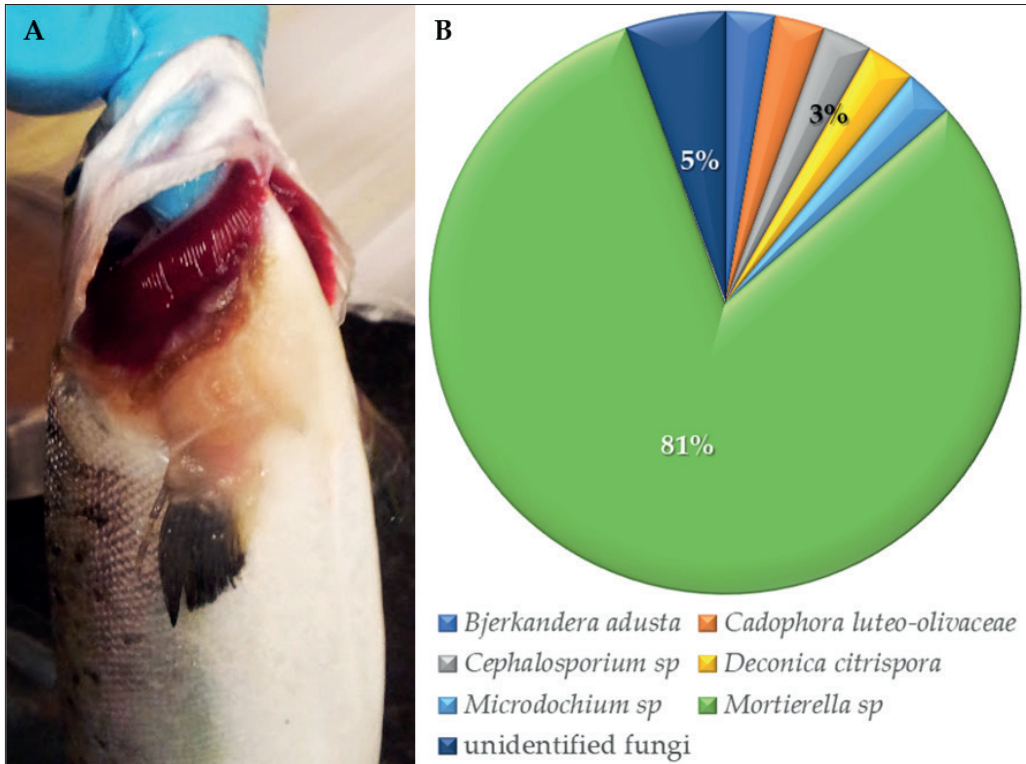 A
B
3%
5%
81%
Bjerkandera adusta Cadophora luteo-olivaceae
Cephalosporium sp Deconica citrispora
Microdochium sp Mortierella sp
unidentified fungi